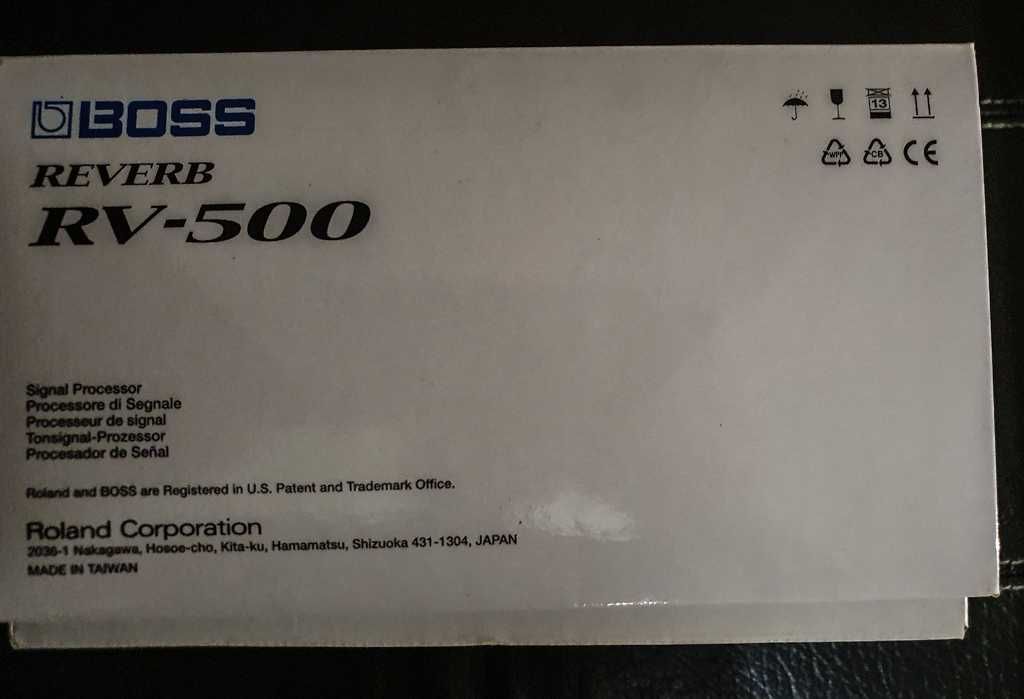 BOSS
REVERB
RV-500
13
WPF CB CE
Signal Processor
Processore di Segnale
Processeur de signal
Tonsignal-Prozessor
Procesador de Señal
Roland and BOSS are Registered in U.S. Patent and Trademark Office.
Roland Corporation
2036-1 Nakagawa, Hosoe-cho, Kita-ku, Hamamatsu, Shizuoka 431-1304, JAPAN
MADE IN TAIWAN